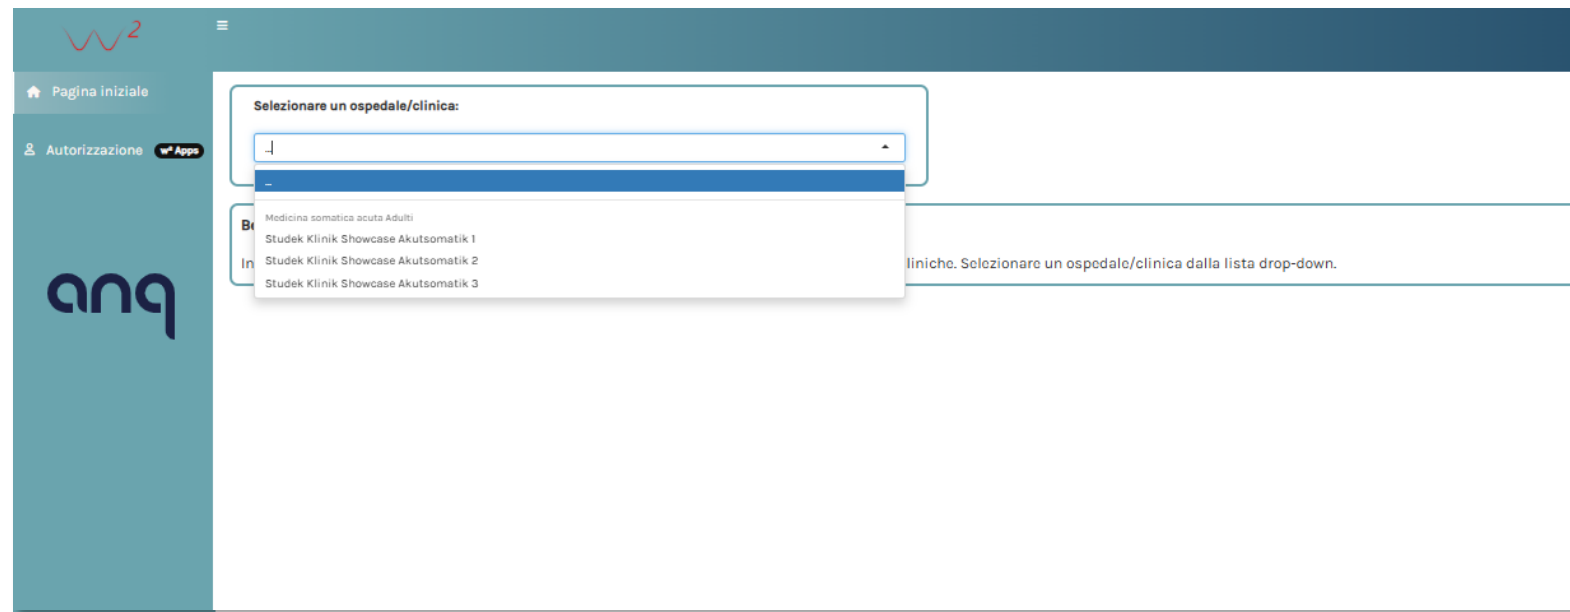 w2
Pagina iniziale
Selezionare un ospedale/clinica:
Autorizzazione w² Apps
_
_
Medicina somatica acuta Adulti
Studek Klinik Showcase Akutsomatik 1
Studek Klinik Showcase Akutsomatik 2
Studek Klinik Showcase Akutsomatik 3
Be
In
liniche. Selezionare un ospedale/clinica dalla lista drop-down.
anq